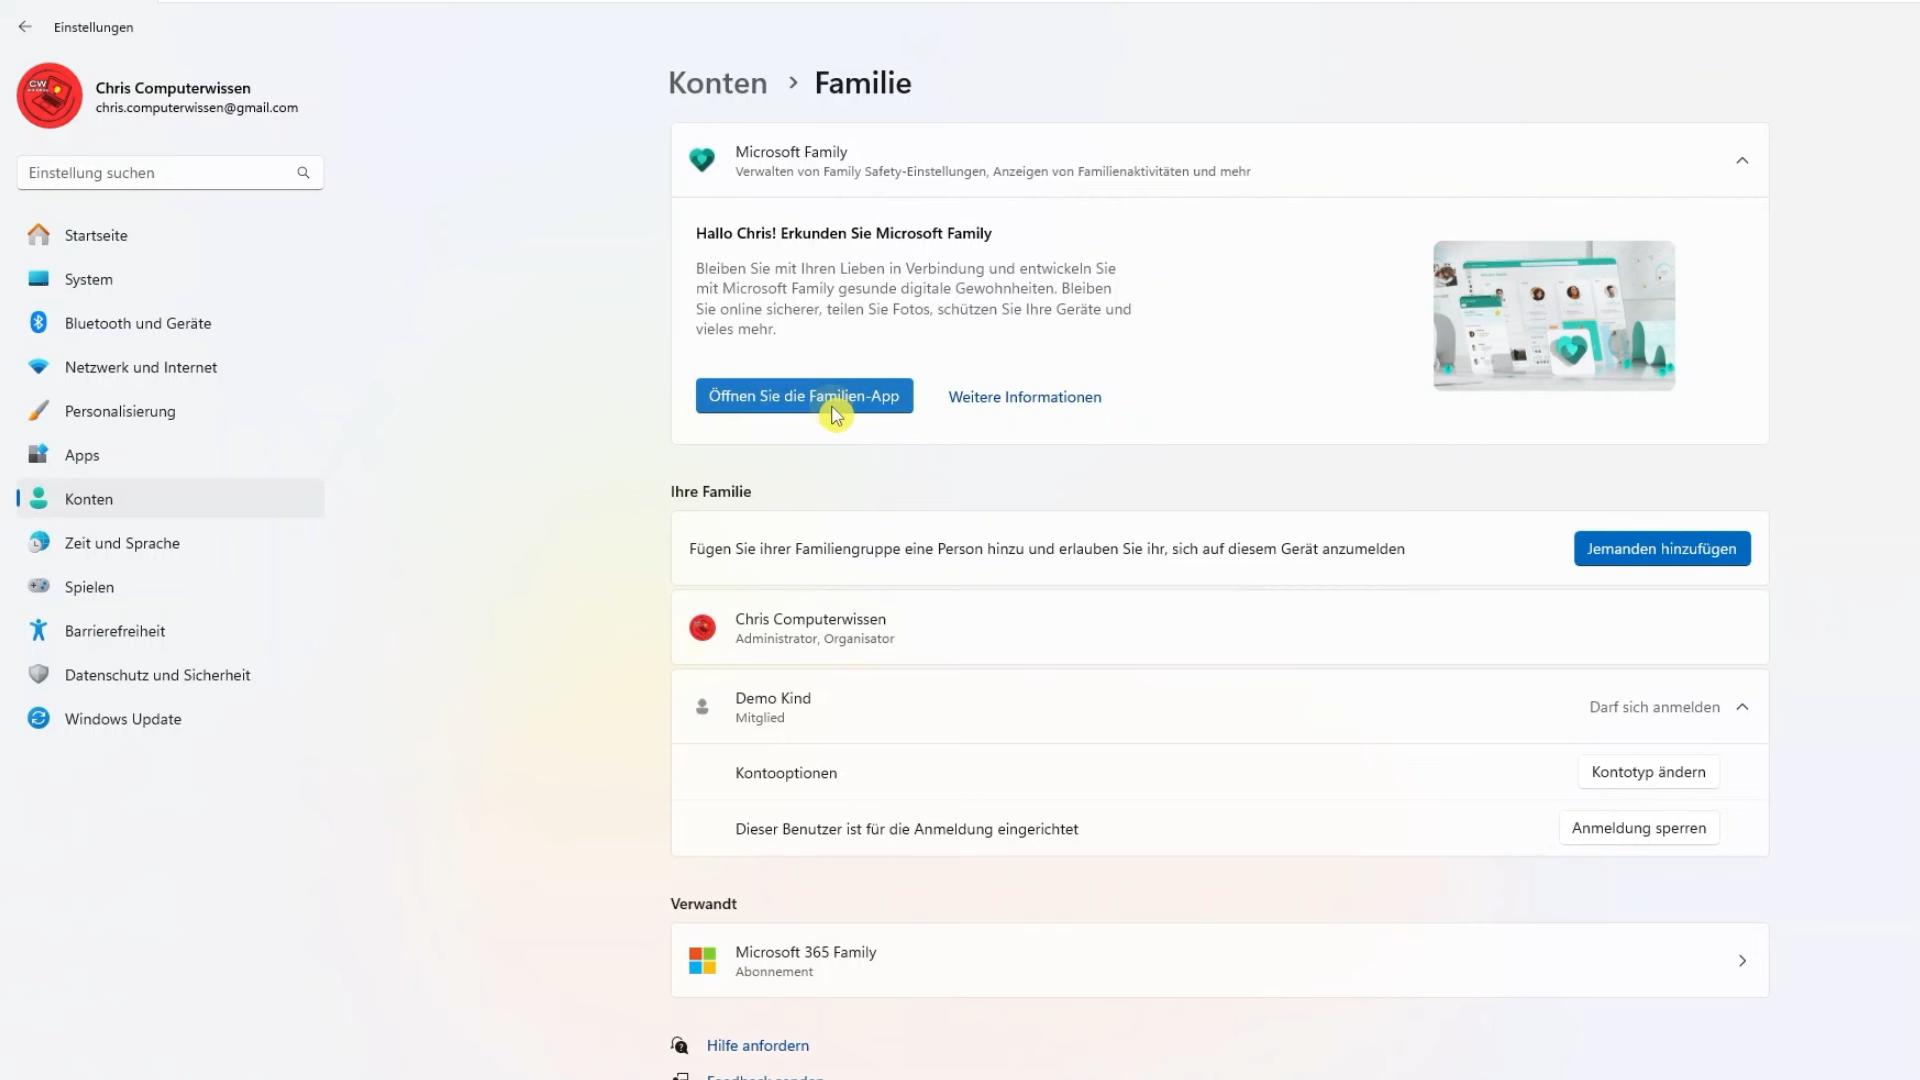 Einstellungen
Chris Computerwissen
chris.computerwissen@gmail.com
Einstellung suchen
Startseite
System
Bluetooth und Geräte
Netzwerk und Internet
Personalisierung
Apps
Konten
Zeit und Sprache
Spielen
Barrierefreiheit
Datenschutz und Sicherheit
Windows Update
Konten > Familie
Microsoft Family
Verwalten von Family Safety-Einstellungen, Anzeigen von Familienaktivitäten und mehr
Hallo Chris! Erkunden Sie Microsoft Family
Bleiben Sie mit Ihren Lieben in Verbindung und entwickeln Sie
mit Microsoft Family gesunde digitale Gewohnheiten. Bleiben
Sie online sicherer, teilen Sie Fotos, schützen Sie Ihre Geräte und
vieles mehr.
Öffnen Sie die Familien-App
Weitere Informationen
Ihre Familie
Fügen Sie ihrer Familiengruppe eine Person hinzu und erlauben Sie ihr, sich auf diesem Gerät anzumelden
Jemanden hinzufügen
Chris Computerwissen
Administrator, Organisator
Demo Kind
Mitglied
Darf sich anmelden
Kontooptionen
Kontotyp ändern
Dieser Benutzer ist für die Anmeldung eingerichtet
Anmeldung sperren
Verwandt
Microsoft 365 Family
Abonnement
Hilfe anfordern